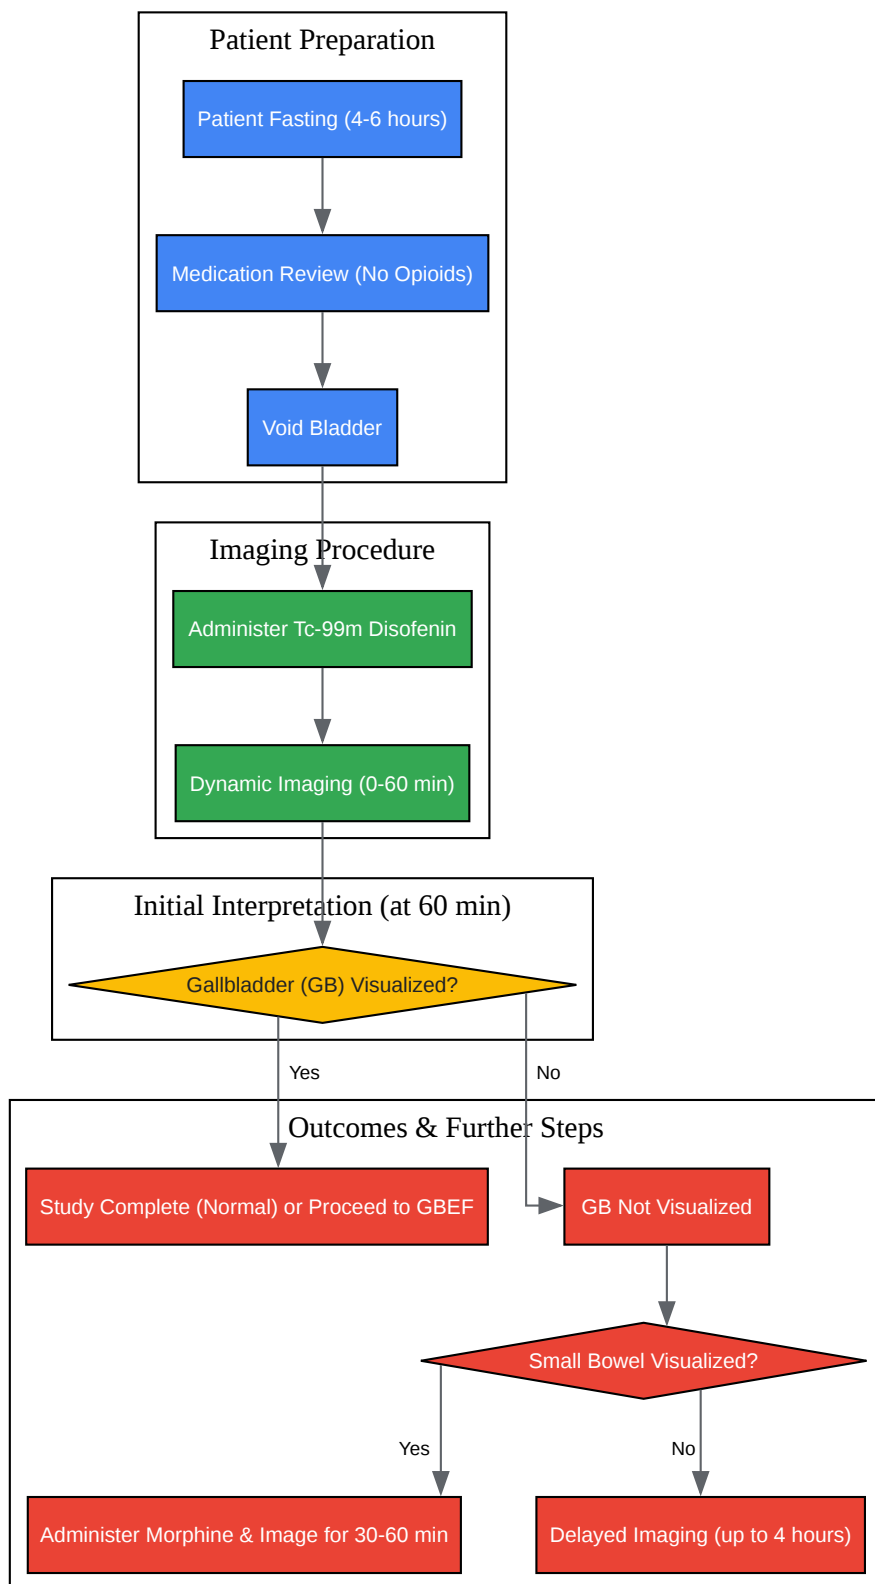 Patient Preparation
Patient Fasting (4-6 hours)
Medication Review (No Opioids)
Void Bladder
Imaging Procedure
Administer Tc-99m Disofenin
Dynamic Imaging (0-60 min)
Initial Interpretation (at 60 min)
Gallbladder (GB) Visualized?
Yes
No
Outcomes & Further Steps
Study Complete (Normal) or Proceed to GBEF
GB Not Visualized
Small Bowel Visualized?
Yes
No
Administer Morphine & Image for 30-60 min
Delayed Imaging (up to 4 hours)